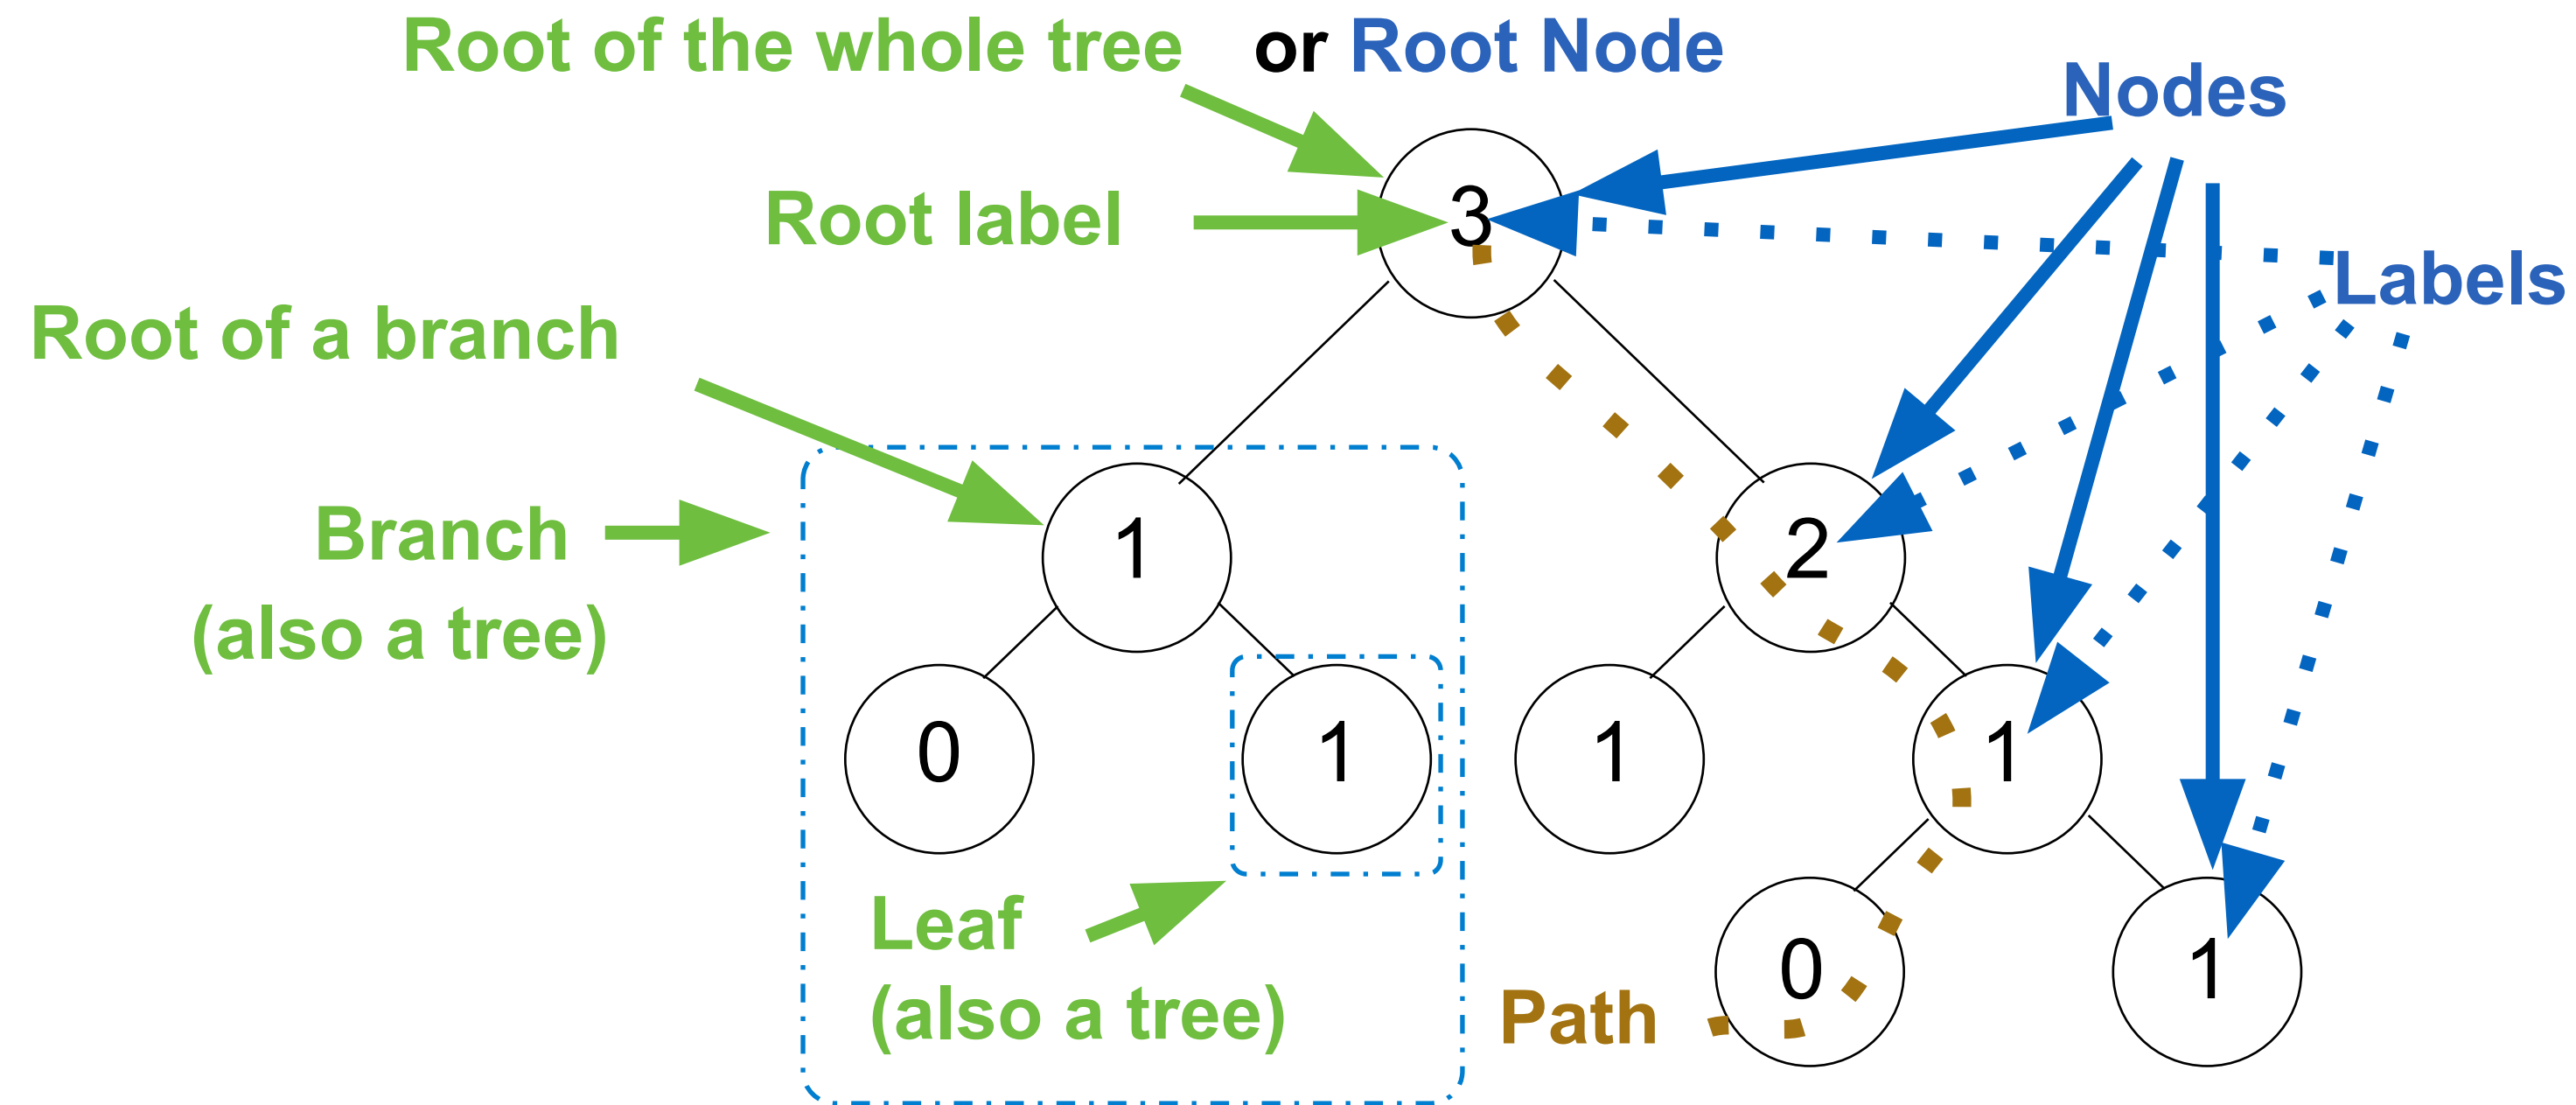 Root of the whole tree or Root Node
Nodes
Root label
3
Labels
Root of a branch
Branch
(also a tree)
1
2
0
1
1
1
Leaf
(also a tree)
Path
0
1